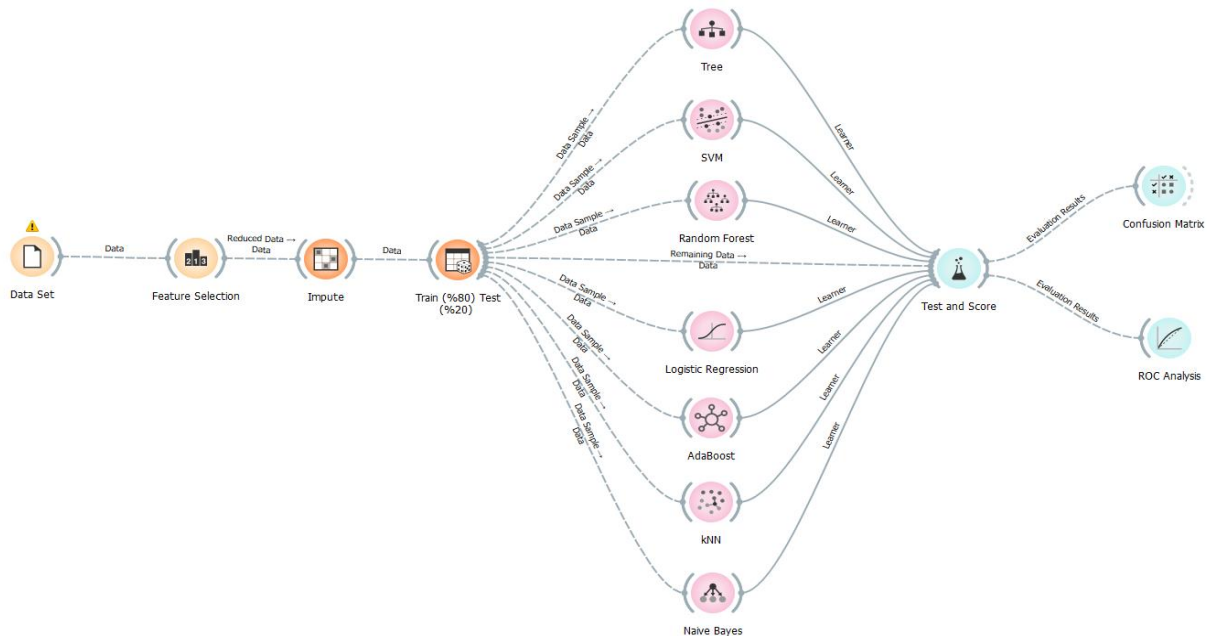 Tree
Data Sample →
Data
Learner
SVM
Data Sample →
Data
Learner
Random Forest
Data Sample →
Data
Learner
Data Set
Data
Feature Selection
Reduced Data →
Data
Impute
Data
Train (%80) Test
(%20)
Remaining Data →
Data
Test and Score
Evaluation Results
Confusion Matrix
Evaluation Results
ROC Analysis
Data Sample →
Data
Logistic Regression
Learner
Data Sample →
Data
AdaBoost
Learner
Data Sample →
Data
kNN
Learner
Data Sample →
Data
Naive Bayes
Learner
213